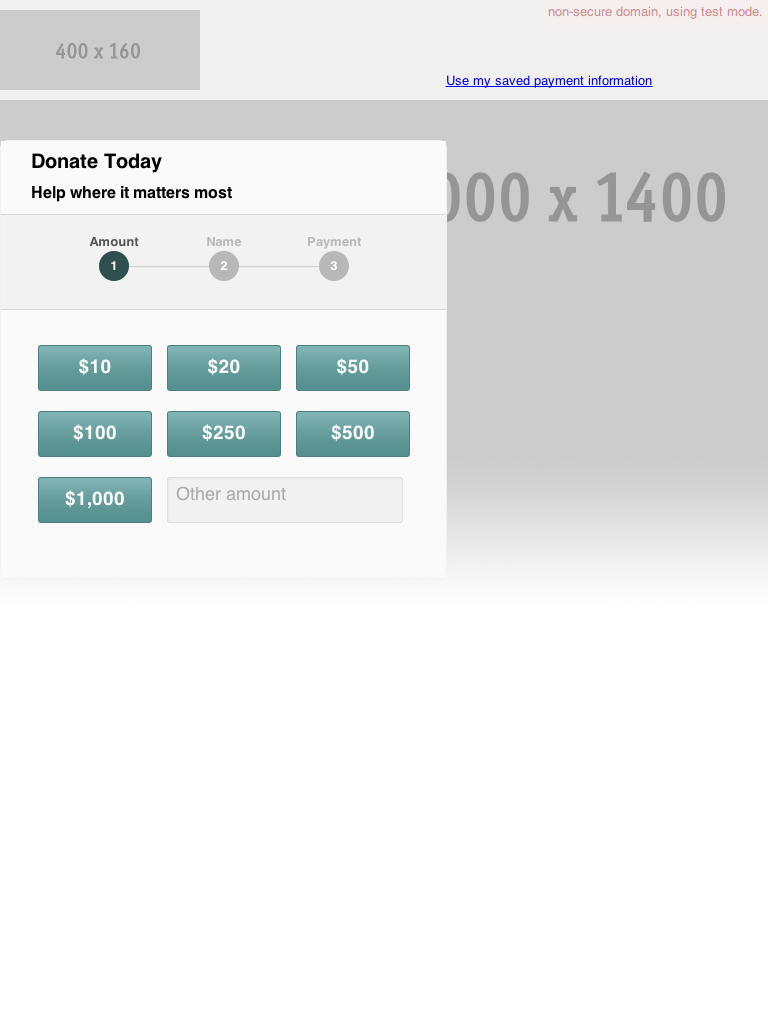 non-secure domain, using test mode.
400 x 160
Use my saved payment information
Donate Today
000 x 1400
Help where it matters most
Amount Name Payment
1 2 3
$10 $20 $50
$100 $250 $500
$1,000 Other amount